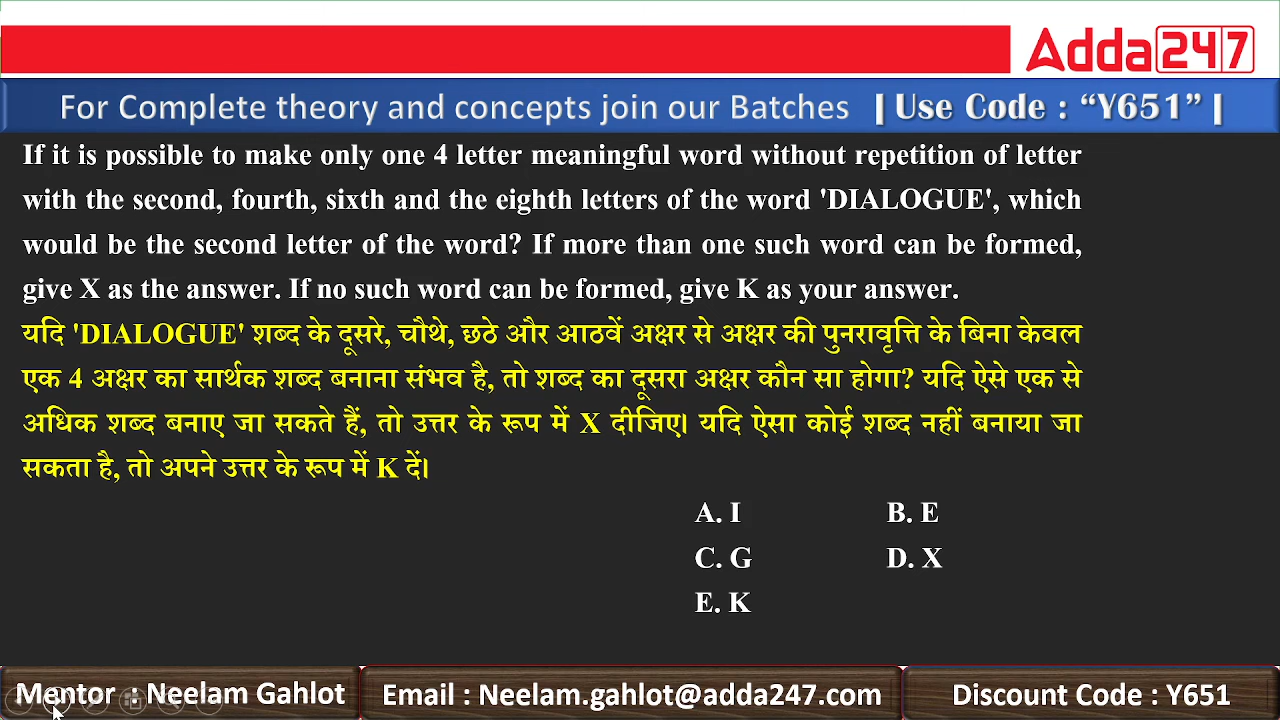 Adda247
For Complete theory and concepts join our Batches | Use Code : “Y651” |
If it is possible to make only one 4 letter meaningful word without repetition of letter
with the second, fourth, sixth and the eighth letters of the word 'DIALOGUE', which
would be the second letter of the word? If more than one such word can be formed,
give X as the answer. If no such word can be formed, give K as your answer.
यदि 'DIALOGUE' शब्द के दूसरे, चौथे, छठे और आठवें अक्षर से अक्षर की पुनरावृत्ति के बिना केवल
एक 4 अक्षर का सार्थक शब्द बनाना संभव है, तो शब्द का दूसरा अक्षर कौन सा होगा? यदि ऐसे एक से
अधिक शब्द बनाए जा सकते हैं, तो उत्तर के रूप में X दीजिए। यदि ऐसा कोई शब्द नहीं बनाया जा
सकता है, तो अपने उत्तर के रूप में K दें।
A. I B. E
C. G D. X
E. K
Mentor : Neelam Gahlot Email : Neelam.gahlot@adda247.com Discount Code : Y651